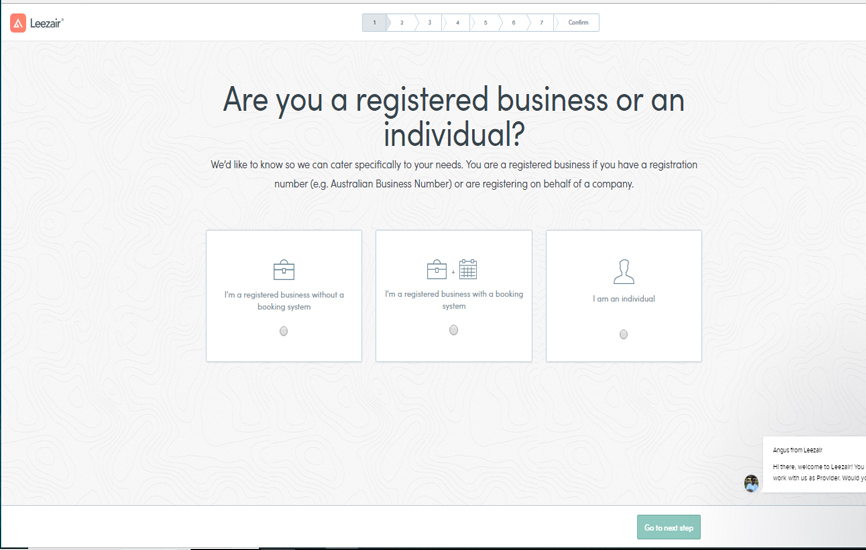 Leezair®
1 2 3 4 5 6 7 Confirm
Are you a registered business or an
individual?
We'd like to know so we can cater specifically to your needs. You are a registered business if you have a registration
number (e.g. Australian Business Number) or are registering on behalf of a company.
I'm a registered business without a
booking system
+
I'm a registered business with a booking
system
I am an individual
Angus from Leezair
Hi there, welcome to Leezair! You
work with us as Provider. Would
Go to next step